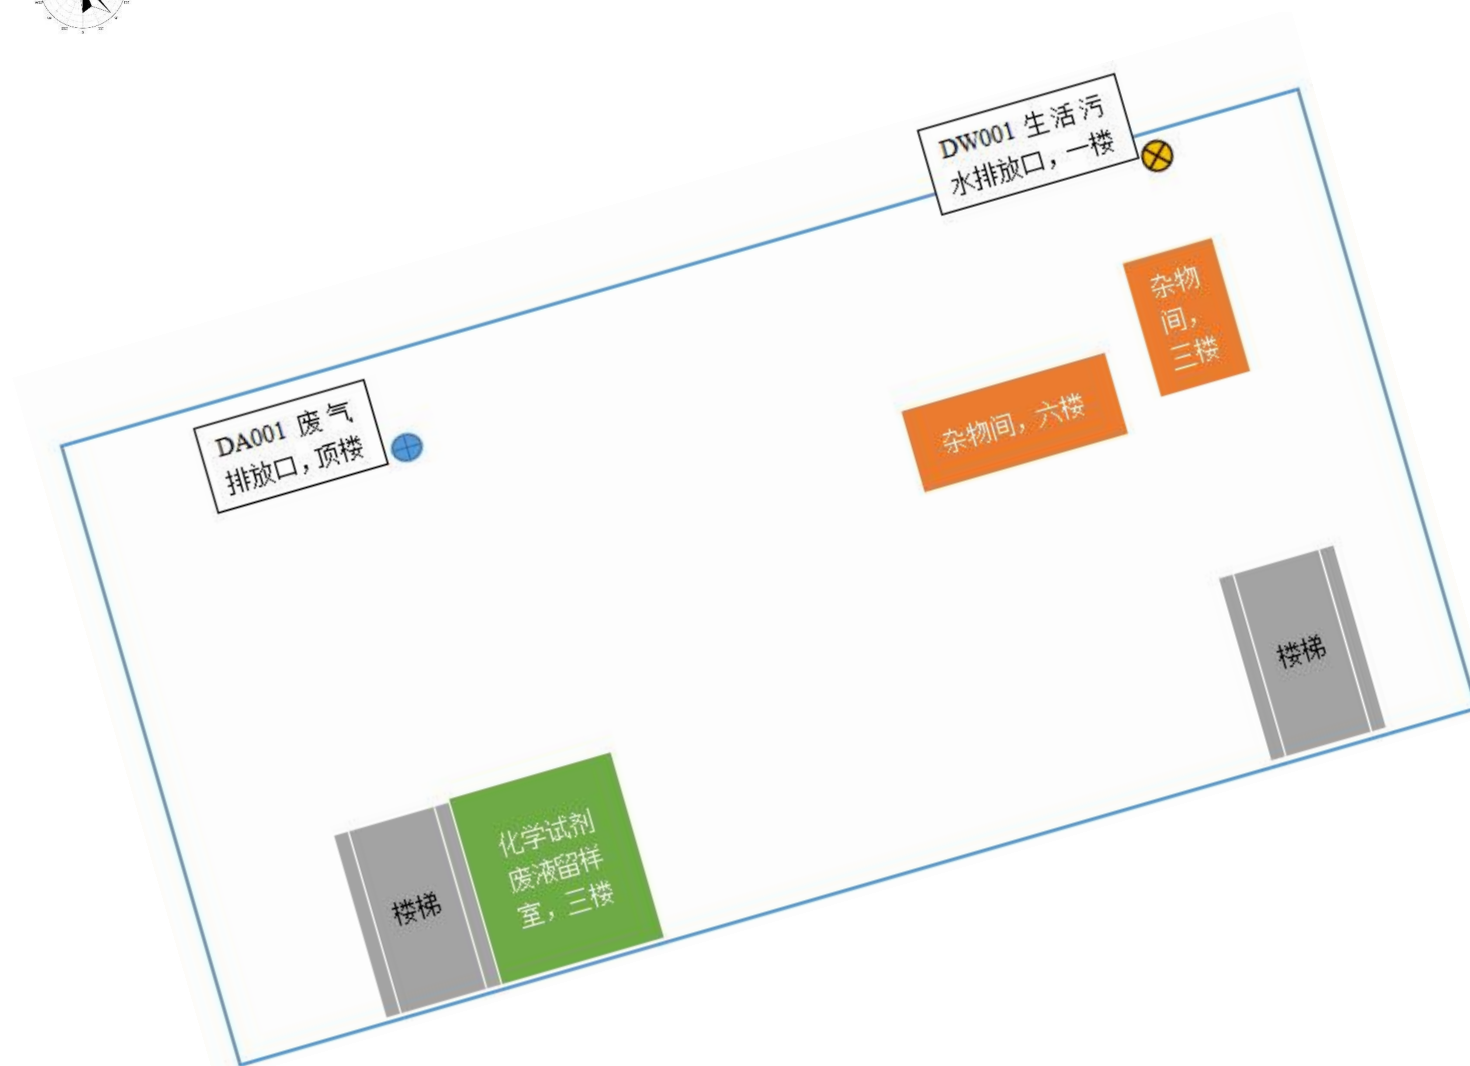 DW001 生活污
水排放口，一楼
杂物
间，
三楼
杂物间，六楼
DA001 废气
排放口，顶楼
楼梯
化学试剂
废液留样
室，三楼
楼梯